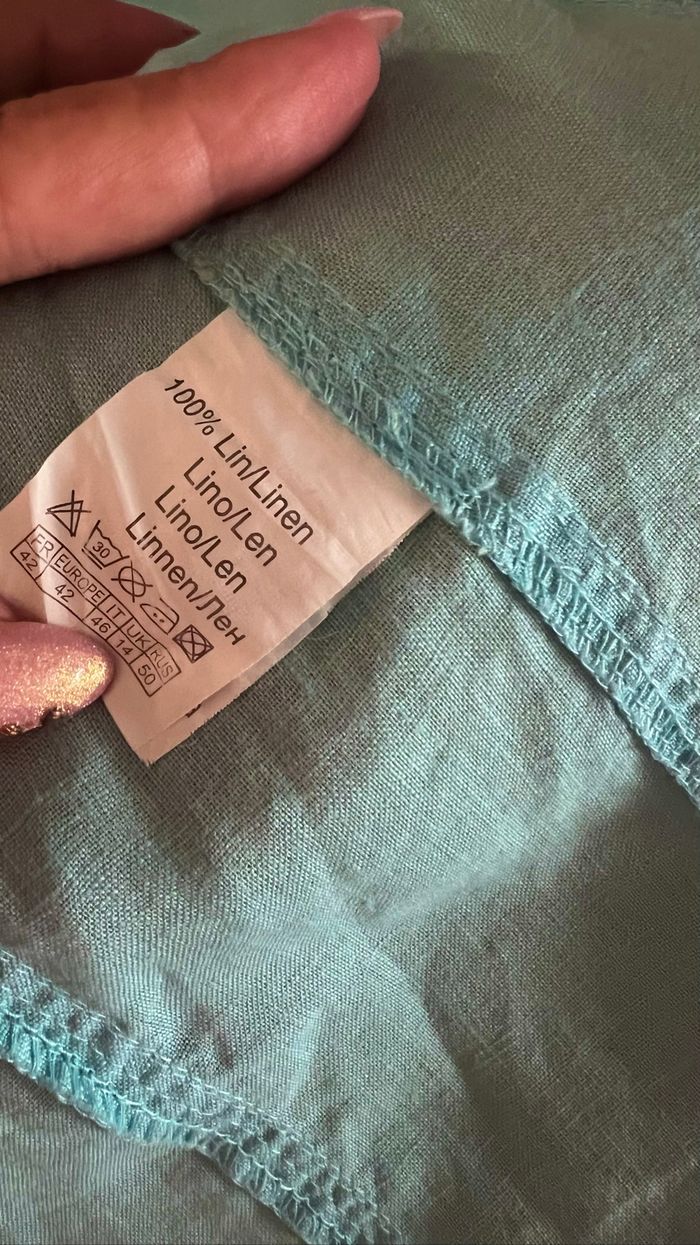 100% Lin/Linen
Lino/Len
Lino/Len
Linnen/Лен
30
FR EUROPE IT UK RUS
42 42 46 14 50